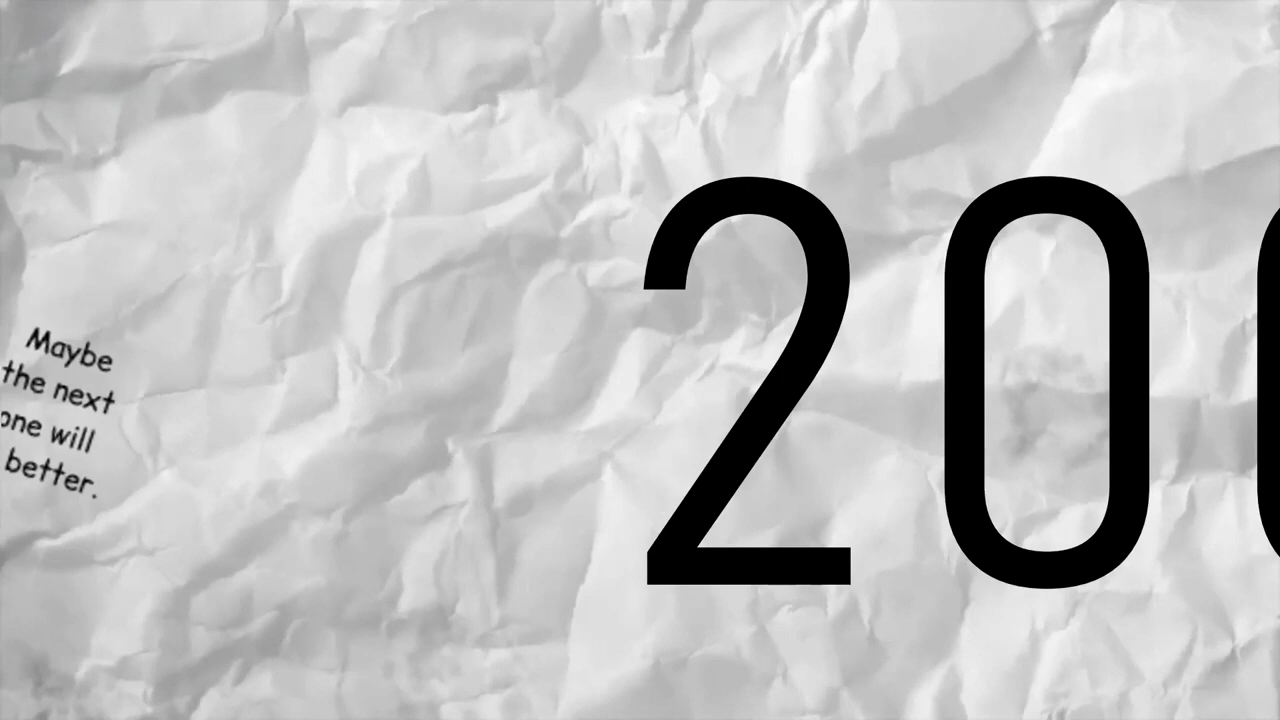 Maybe
the next
one will
better.
20